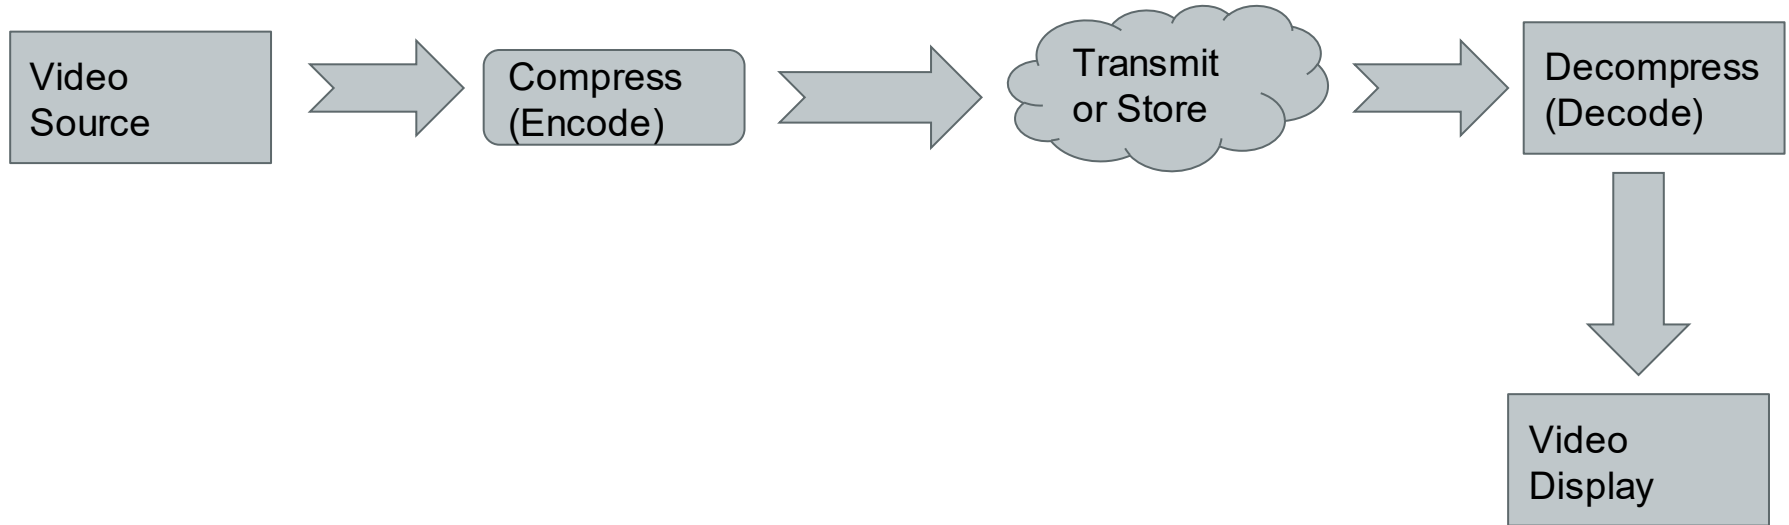 Video
Source
Compress
(Encode)
Transmit
or Store
Decompress
(Decode)
Video
Display